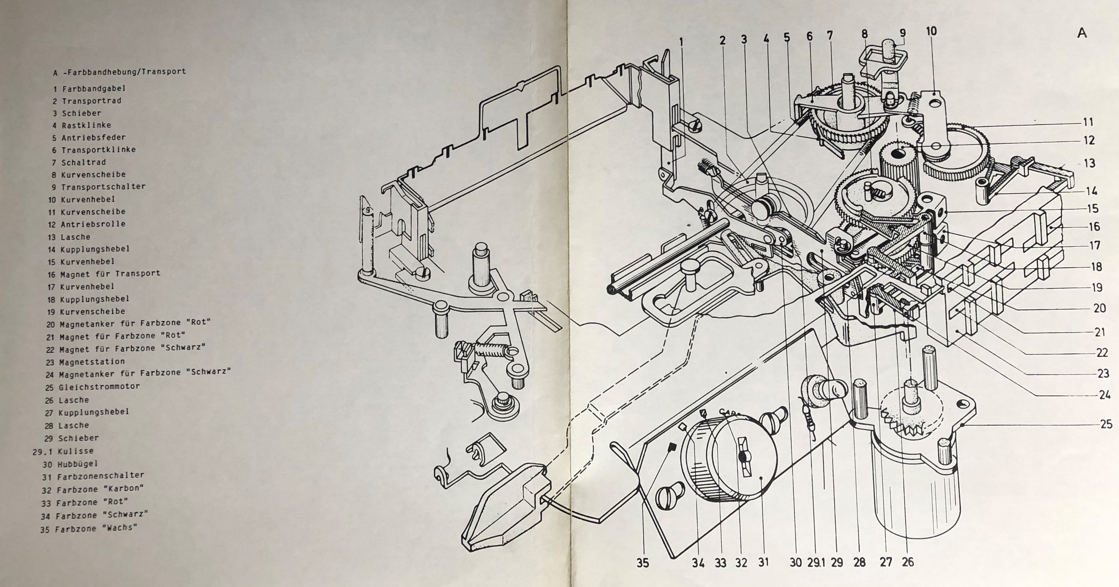 A -Farbbandhebung/Transport
1 Farbbandgabel
2 Transportrad
3 Schieber
4 Rastklinke
5 Antriebsfeder
6 Transportklinke
7 Schaltrad
8 Kurvenscheibe
9 Transportschalter
10 Kurvenhebel
11 Kurvenscheibe
12 Antriebsrolle
13 Lasche
14 Kupplungshebel
15 Kurvenhebel
16 Magnet für Transport
17 Kurvenhebel
18 Kupplungshebel
19 Kurvenscheibe
20 Magnetanker für Farbzone "Rot"
21 Magnet für Farbzone "Rot"
22 Magnet für Farbzone "Schwarz"
23 Magnetstation
24 Magnetanker für Farbzone "Schwarz"
25 Gleichstrommotor
26 Lasche
27 Kupplungshebel
28 Lasche
29 Schieber
29.1 Kulisse
30 Hubbügel
31 Farbzonenschalter
32 Farbzone "Karbon"
33 Farbzone "Rot"
34 Farbzone "Schwarz"
35 Farbzone "Wachs"
A
1 2 3 4 5 6 7 8 9 10
11
12
13
14
15
16
17
18
19
20
21
22
23
24
25
35 34 33 32 31 30 29.1 29 28 27 26